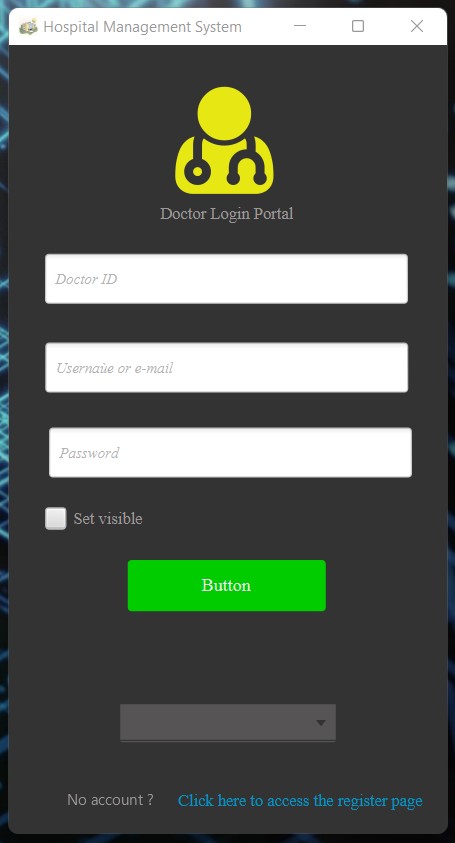 Hospital Management System
Doctor Login Portal
Doctor ID
Usernaùe or e-mail
Password
Set visible
Button
No account ? Click here to access the register page